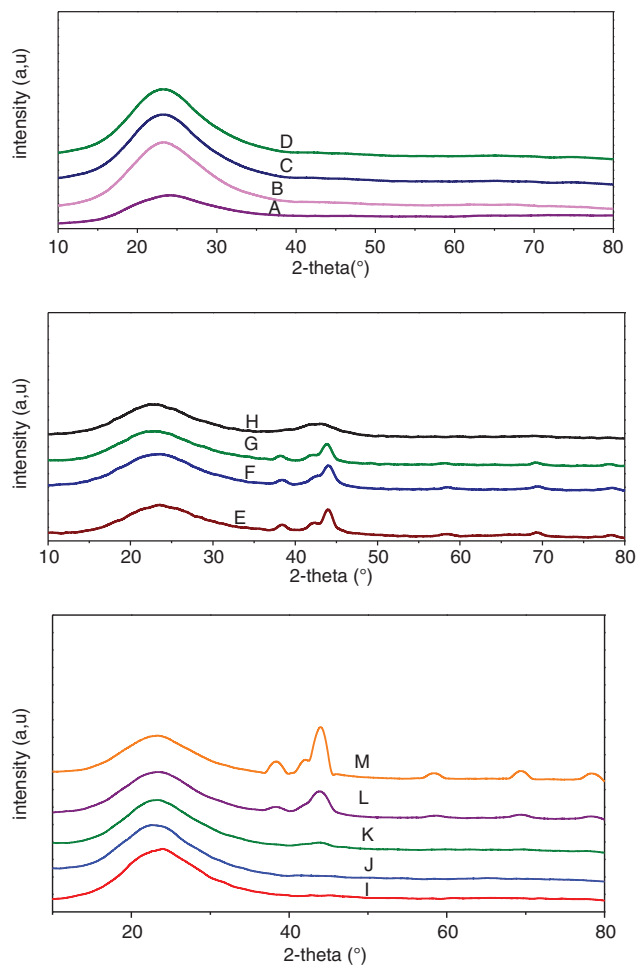 intensity (a,u)
D
C
B
A
10 20 30 40 50 60 70 80
2-theta(°)
intensity (a,u)
H
G
F
E
10 20 30 40 50 60 70 80
2-theta (°)
intensity (a,u)
M
L
K
J
I
20 40 60 80
2-theta (°)